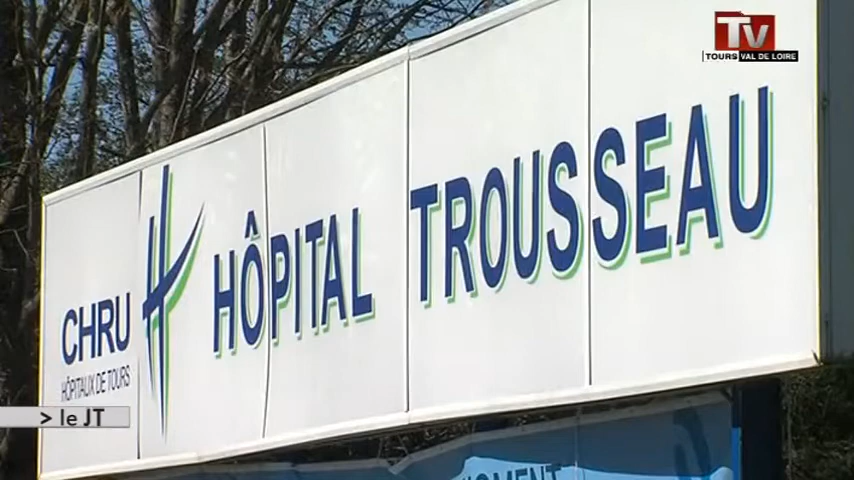 TV
TOURS VAL DE LOIRE
CHRU
HÔPITAUX DE TOURS
HÔPITAL TROUSSEAU
> le JT